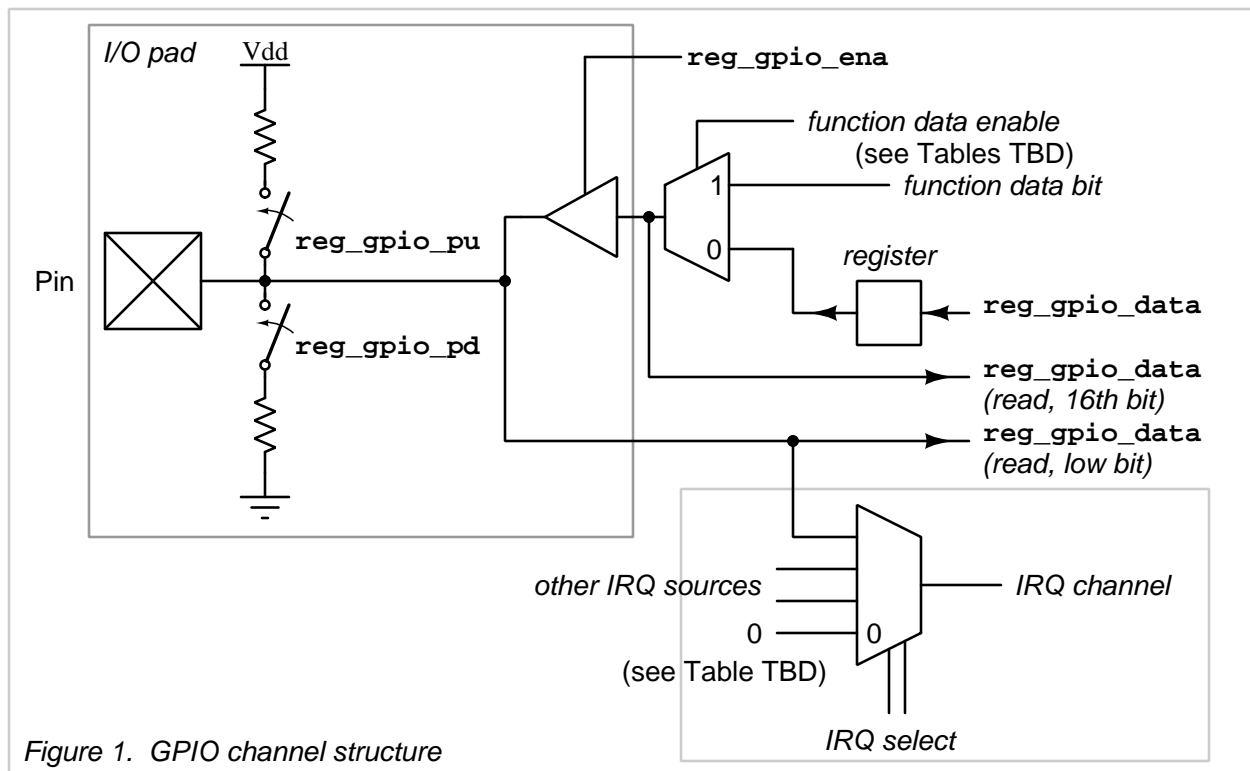 I/O pad
Vdd
reg_gpio_ena
function data enable
(see Tables TBD)
1
function data bit
reg_gpio_pu
0
register
Pin
reg_gpio_data
reg_gpio_pd
reg_gpio_data
(read, 16th bit)
reg_gpio_data
(read, low bit)
other IRQ sources
IRQ channel
0
0
(see Table TBD)
IRQ select
Figure 1. GPIO channel structure